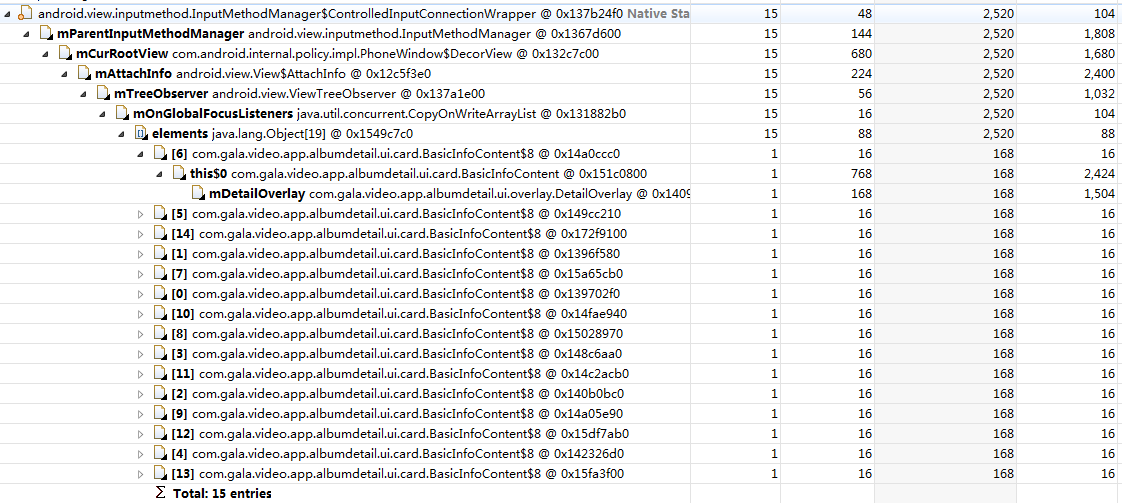 android.view.inputmethod.InputMethodManager$ControlledInputConnectionWrapper @ 0x137b24f0 Native Sta 15 48 2,520 104
mParentInputMethodManager android.view.inputmethod.InputMethodManager @ 0x1367d600 15 144 2,520 1,808
mCurRootView com.android.internal.policy.impl.PhoneWindow$DecorView @ 0x132c7c00 15 680 2,520 1,680
mAttachInfo android.view.View$AttachInfo @ 0x12c5f3e0 15 224 2,520 2,400
mTreeObserver android.view.ViewTreeObserver @ 0x137a1e00 15 56 2,520 1,032
mOnGlobalFocusListeners java.util.concurrent.CopyOnWriteArrayList @ 0x131882b0 15 16 2,520 104
elements java.lang.Object[19] @ 0x1549c7c0 15 88 2,520 88
[6] com.gala.video.app.albumdetail.ui.card.BasicInfoContent$8 @ 0x14a0ccc0 1 16 168 16
this$0 com.gala.video.app.albumdetail.ui.card.BasicInfoContent @ 0x151c0800 1 768 168 2,424
mDetailOverlay com.gala.video.app.albumdetail.ui.overlay.DetailOverlay @ 0x1409 1 168 168 1,504
[5] com.gala.video.app.albumdetail.ui.card.BasicInfoContent$8 @ 0x149cc210 1 16 168 16
[14] com.gala.video.app.albumdetail.ui.card.BasicInfoContent$8 @ 0x172f9100 1 16 168 16
[1] com.gala.video.app.albumdetail.ui.card.BasicInfoContent$8 @ 0x1396f580 1 16 168 16
[7] com.gala.video.app.albumdetail.ui.card.BasicInfoContent$8 @ 0x15a65cb0 1 16 168 16
[0] com.gala.video.app.albumdetail.ui.card.BasicInfoContent$8 @ 0x139702f0 1 16 168 16
[10] com.gala.video.app.albumdetail.ui.card.BasicInfoContent$8 @ 0x14fae940 1 16 168 16
[8] com.gala.video.app.albumdetail.ui.card.BasicInfoContent$8 @ 0x15028970 1 16 168 16
[3] com.gala.video.app.albumdetail.ui.card.BasicInfoContent$8 @ 0x148c6aa0 1 16 168 16
[11] com.gala.video.app.albumdetail.ui.card.BasicInfoContent$8 @ 0x14c2acb0 1 16 168 16
[2] com.gala.video.app.albumdetail.ui.card.BasicInfoContent$8 @ 0x140b0bc0 1 16 168 16
[9] com.gala.video.app.albumdetail.ui.card.BasicInfoContent$8 @ 0x14a05e90 1 16 168 16
[12] com.gala.video.app.albumdetail.ui.card.BasicInfoContent$8 @ 0x15df7ab0 1 16 168 16
[4] com.gala.video.app.albumdetail.ui.card.BasicInfoContent$8 @ 0x142326d0 1 16 168 16
[13] com.gala.video.app.albumdetail.ui.card.BasicInfoContent$8 @ 0x15fa3f00 1 16 168 16
Σ Total: 15 entries